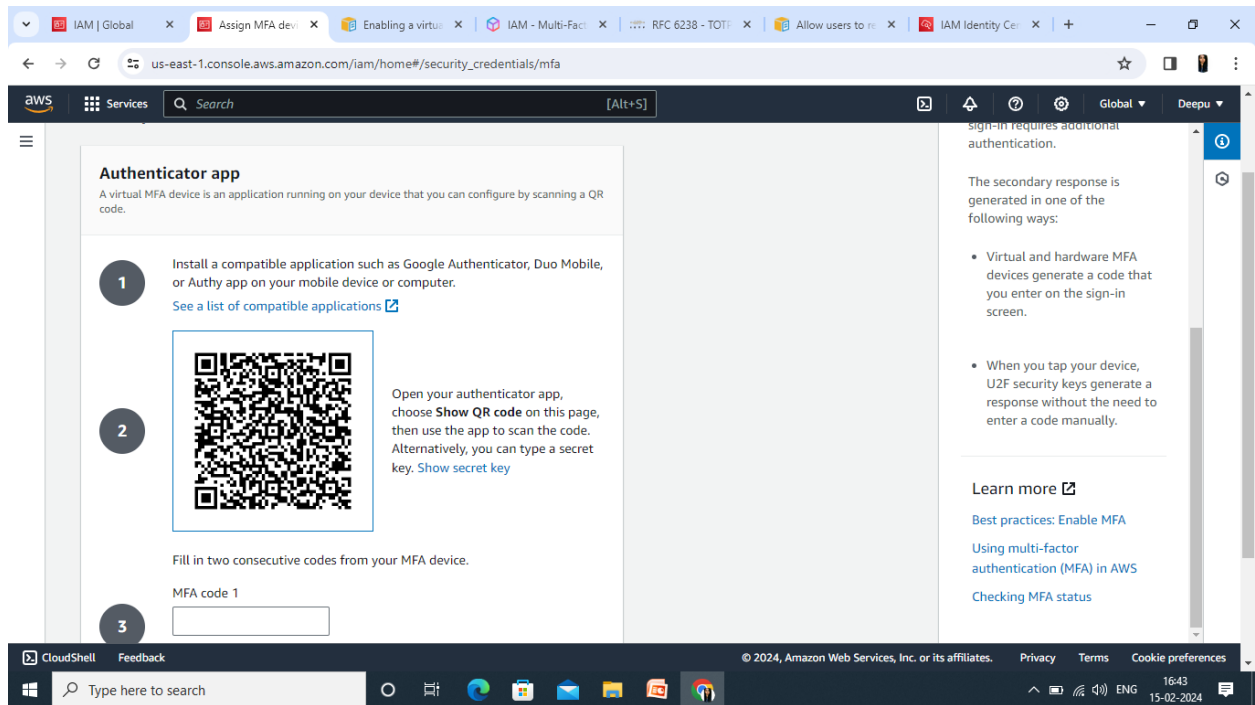 IAM | Global
Assign MFA devi
Enabling a virtua
IAM - Multi-Fact
RFC 6238 - TOTP
Allow users to re
IAM Identity Cen
us-east-1.console.aws.amazon.com/iam/home#/security_credentials/mfa
aws
Services
Search
[Alt+S]
Global
Deepu
Authenticator app
A virtual MFA device is an application running on your device that you can configure by scanning a QR
code.
1
Install a compatible application such as Google Authenticator, Duo Mobile,
or Authy app on your mobile device or computer.
See a list of compatible applications
2
Open your authenticator app,
choose Show QR code on this page,
then use the app to scan the code.
Alternatively, you can type a secret
key. Show secret key
3
Fill in two consecutive codes from your MFA device.
MFA code 1
sign-in requires additional
authentication.
The secondary response is
generated in one of the
following ways:
• Virtual and hardware MFA
devices generate a code that
you enter on the sign-in
screen.
• When you tap your device,
U2F security keys generate a
response without the need to
enter a code manually.
Learn more
Best practices: Enable MFA
Using multi-factor
authentication (MFA) in AWS
Checking MFA status
CloudShell
Feedback
© 2024, Amazon Web Services, Inc. or its affiliates.
Privacy
Terms
Cookie preferences
Type here to search
ENG
16:43
15-02-2024